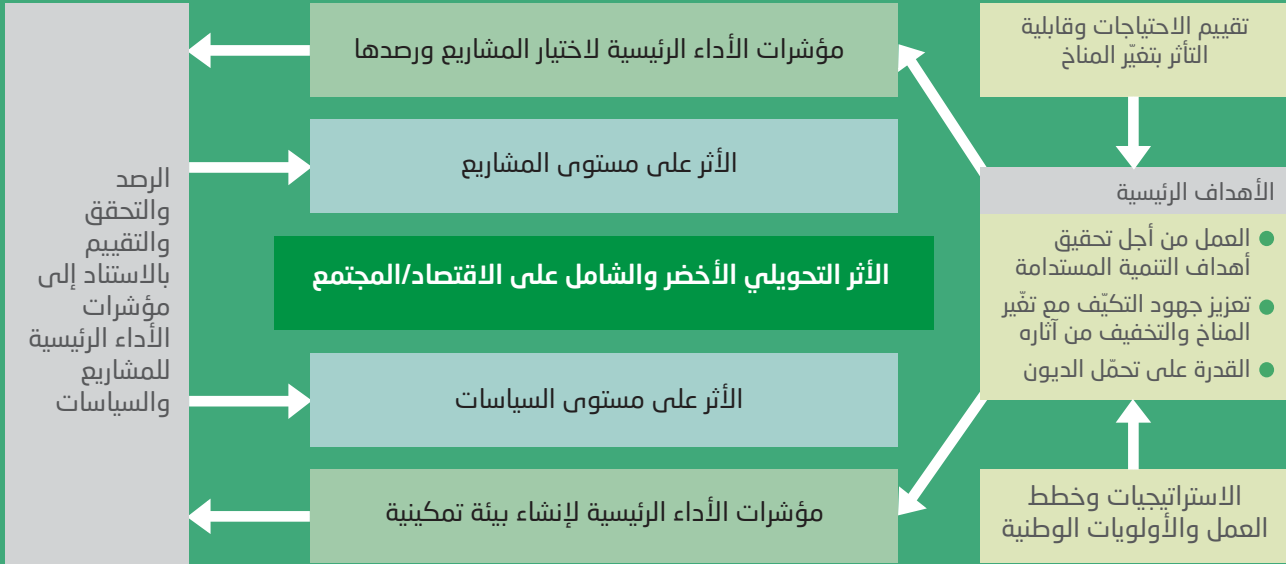 تقييم الاحتياجات وقابلية
التأثر بتغيّر المناخ
الأهداف الرئيسية
العمل من أجل تحقيق
أهداف التنمية المستدامة
تعزيز جهود التكيّف مع تغّير
المناخ والتخفيف من آثاره
القدرة على تحمّل الديون
الاستراتيجيات وخطط
العمل والأولويات الوطنية
مؤشرات الأداء الرئيسية لاختيار المشاريع ورصدها
الأثر على مستوى المشاريع
الأثر التحويلي الأخضر والشامل على الاقتصاد/المجتمع
الأثر على مستوى السياسات
مؤشرات الأداء الرئيسية لإنشاء بيئة تمكينية
الرصد
والتحقق
والتقييم
بالاستناد إلى
مؤشرات
الأداء الرئيسية
للمشاريع
والسياسات